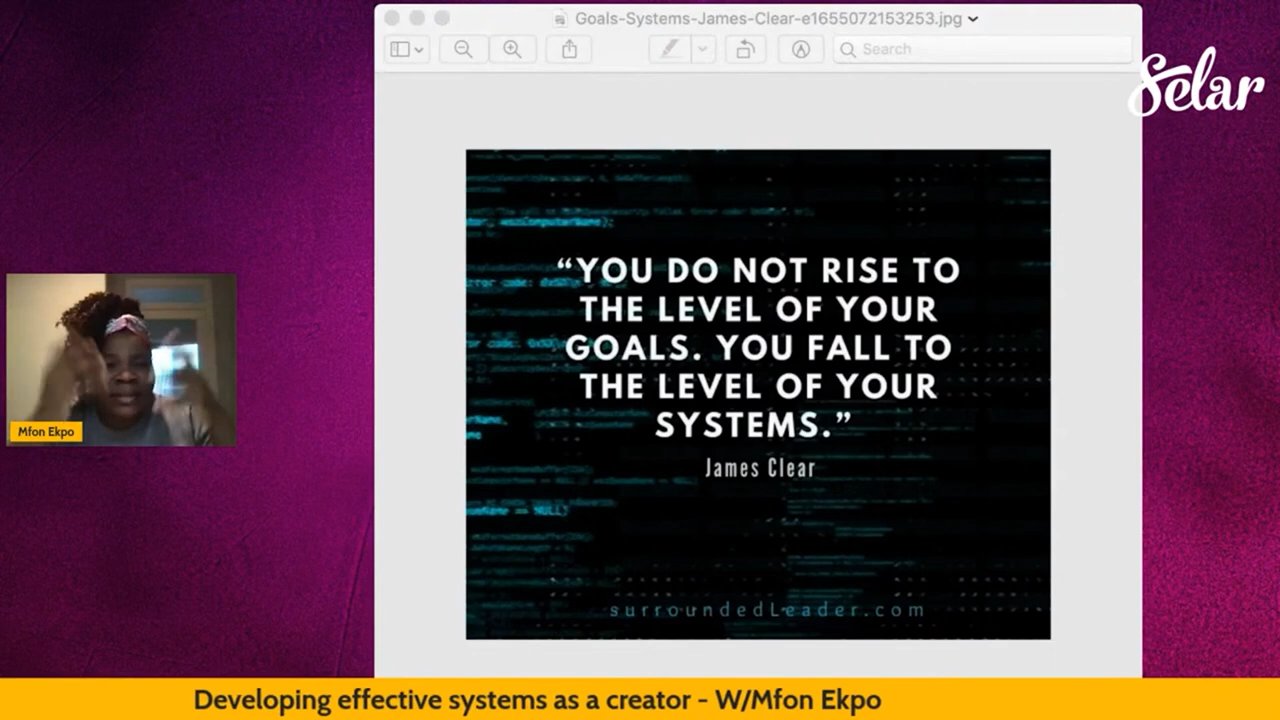 Goals-Systems-James-Clear-e1655072153253.jpg
Search
Selar
“YOU DO NOT RISE TO
THE LEVEL OF YOUR
GOALS. YOU FALL TO
THE LEVEL OF YOUR
SYSTEMS.”
James Clear
surroundedLeader.com
Mfon Ekpo
Developing effective systems as a creator - W/Mfon Ekpo